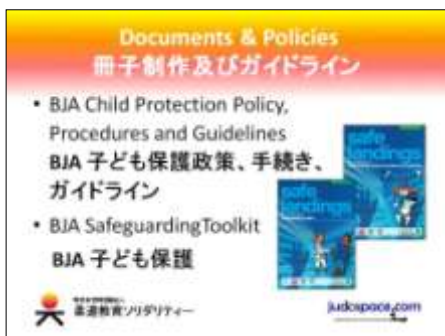 Documents & Policies
冊子制作及びガイドライン
• BJA Child Protection Policy,
Procedures and Guidelines
BJA 子ども保護政策、手続き、
ガイドライン
• BJA SafeguardingToolkit
BJA 子ども保護
safe
landings
safe
landings
柔道教育ソリダリティー
judospace.com